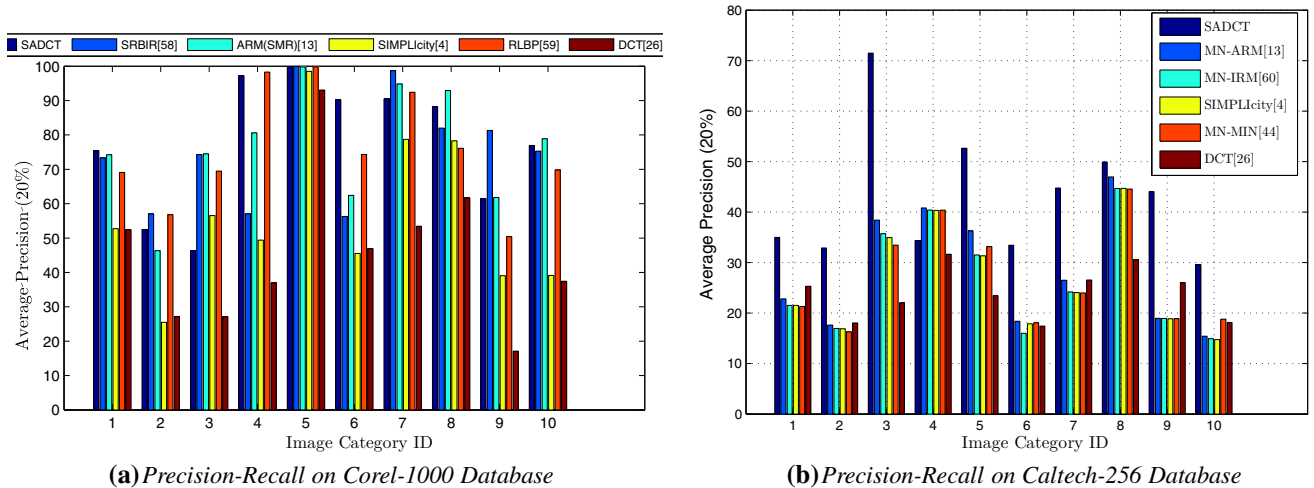 SADCT SRBIR[58] ARM(SMR)[13] SIMPLIcity[4] RLBP[59] DCT[26]
100
90
80
70
60
50
40
30
20
10
0
Average-Precision-(20%)
1 2 3 4 5 6 7 8 9 10
Image Category ID
(a)Precision-Recall on Corel-1000 Database
80
70
60
50
40
30
20
10
0
Average Precision (20%)
SADCT
MN-ARM[13]
MN-IRM[60]
SIMPLIcity[4]
MN-MIN[44]
DCT[26]
1 2 3 4 5 6 7 8 9 10
Image Category ID
(b)Precision-Recall on Caltech-256 Database